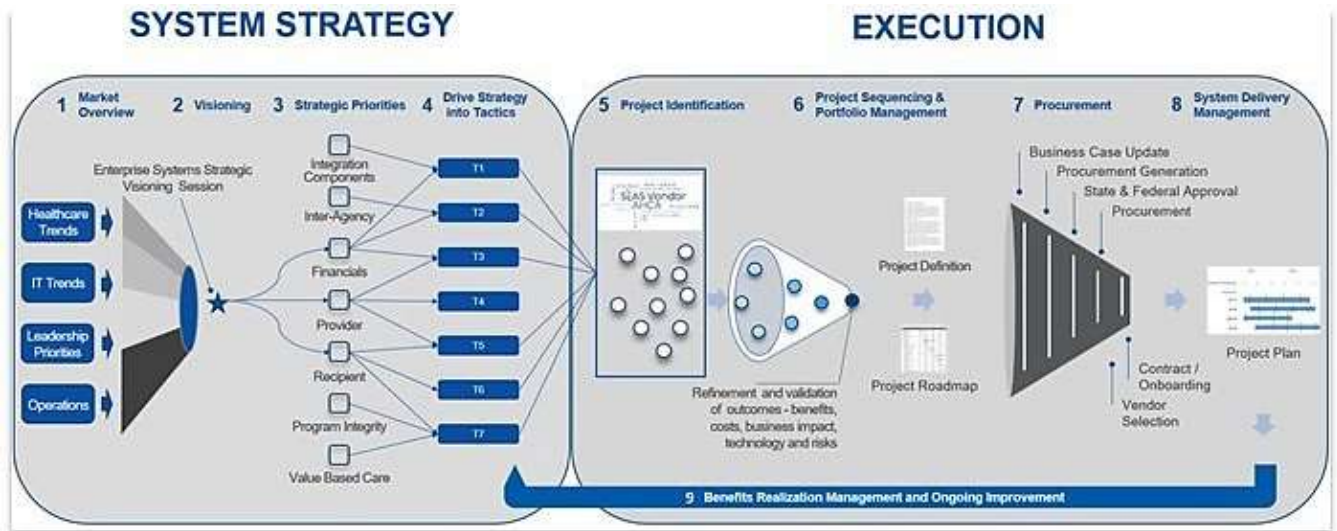 SYSTEM STRATEGY
EXECUTION
1 Market
Overview
2 Visioning
3 Strategic Priorities
4 Drive Strategy
into Tactics
5 Project Identification
6 Project Sequencing &
Portfolio Management
7 Procurement
8 System Delivery
Management
Enterprise Systems Strategic
Visioning Session
Healthcare
Trends
IT Trends
Leadership
Priorities
Operations
Integration
Components
Inter-Agency
Financials
Provider
Recipient
Program Integrity
Value Based Care
T1
T2
T3
T4
T5
T6
T7
SEAS Vendor
AHCA
Refinement and validation
of outcomes - benefits,
costs, business impact,
technology and risks
Project Definition
Project Roadmap
Business Case Update
Procurement Generation
State & Federal Approval
Procurement
Contract /
Onboarding
Vendor
Selection
Project Plan
9 Benefits Realization Management and Ongoing Improvement